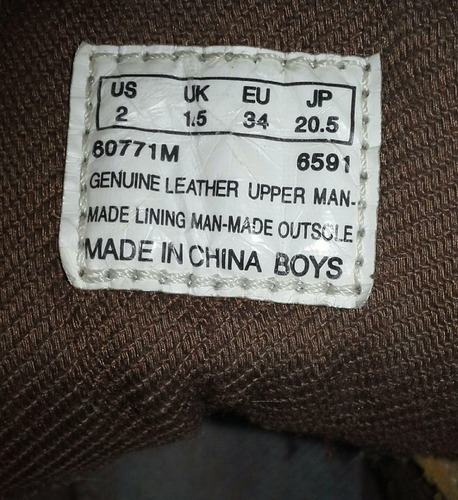 US UK EU JP
2 1.5 34 20.5
60771M 6591
GENUINE LEATHER UPPER MAN-
MADE LINING MAN-MADE OUTSOLE
MADE IN CHINA BOYS